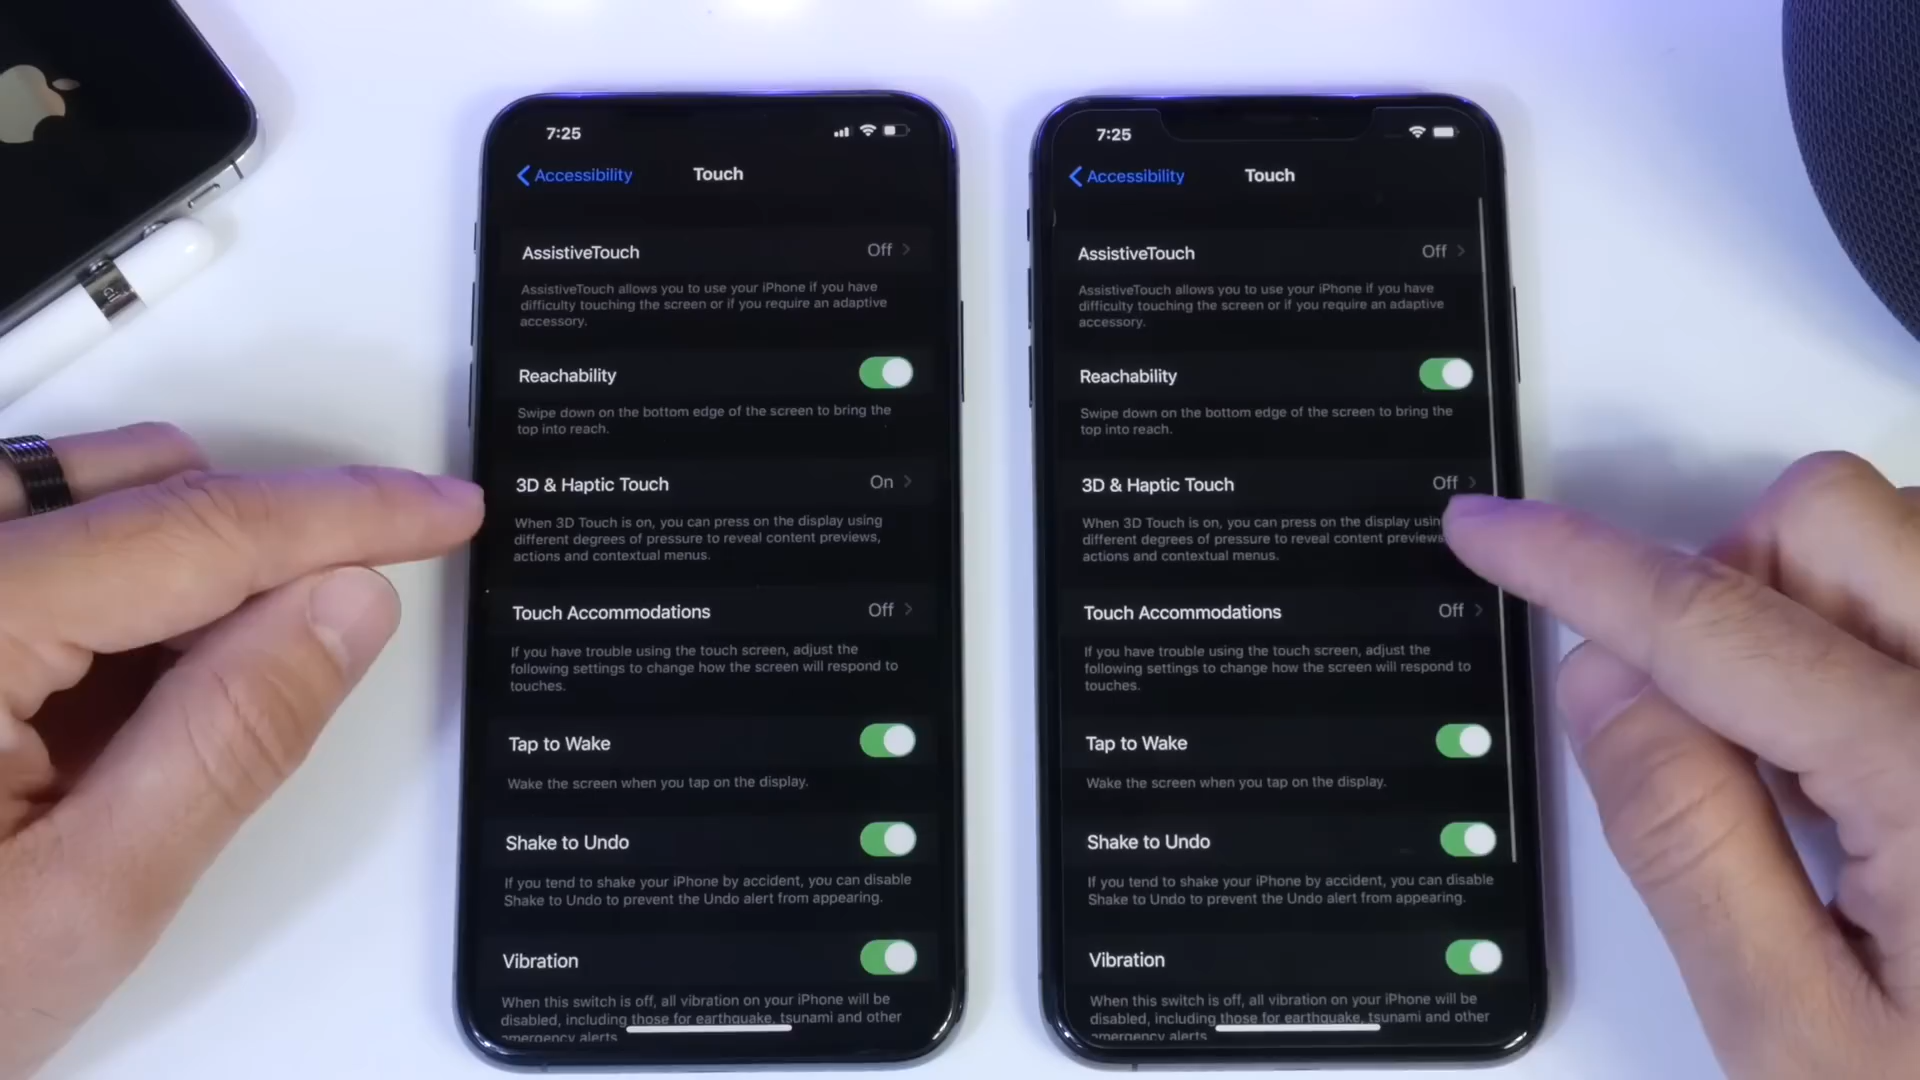 7:25
Accessibility
Touch
AssistiveTouch
Off
AssistiveTouch allows you to use your iPhone if you have
difficulty touching the screen or if you require an adaptive
accessory.
Reachability
Swipe down on the bottom edge of the screen to bring the
top into reach.
3D & Haptic Touch
On
When 3D Touch is on, you can press on the display using
different degrees of pressure to reveal content previews,
actions and contextual menus.
Touch Accommodations
Off
If you have trouble using the touch screen, adjust the
following settings to change how the screen will respond to
touches.
Tap to Wake
Wake the screen when you tap on the display.
Shake to Undo
If you tend to shake your iPhone by accident, you can disable
Shake to Undo to prevent the Undo alert from appearing.
Vibration
When this switch is off, all vibration on your iPhone will be
disabled, including those for earthquake, tsunami and other
emergency alerts
7:25
Accessibility
Touch
AssistiveTouch
Off
AssistiveTouch allows you to use your iPhone if you have
difficulty touching the screen or if you require an adaptive
accessory.
Reachability
Swipe down on the bottom edge of the screen to bring the
top into reach.
3D & Haptic Touch
Off
When 3D Touch is on, you can press on the display usin
different degrees of pressure to reveal content previews
actions and contextual menus.
Touch Accommodations
Off
If you have trouble using the touch screen, adjust the
following settings to change how the screen will respond to
touches.
Tap to Wake
Wake the screen when you tap on the display.
Shake to Undo
If you tend to shake your iPhone by accident, you can disable
Shake to Undo to prevent the Undo alert from appearing.
Vibration
When this switch is off, all vibration on your iPhone will be
disabled, including those for earthquake, tsunami and other
emergency alerts